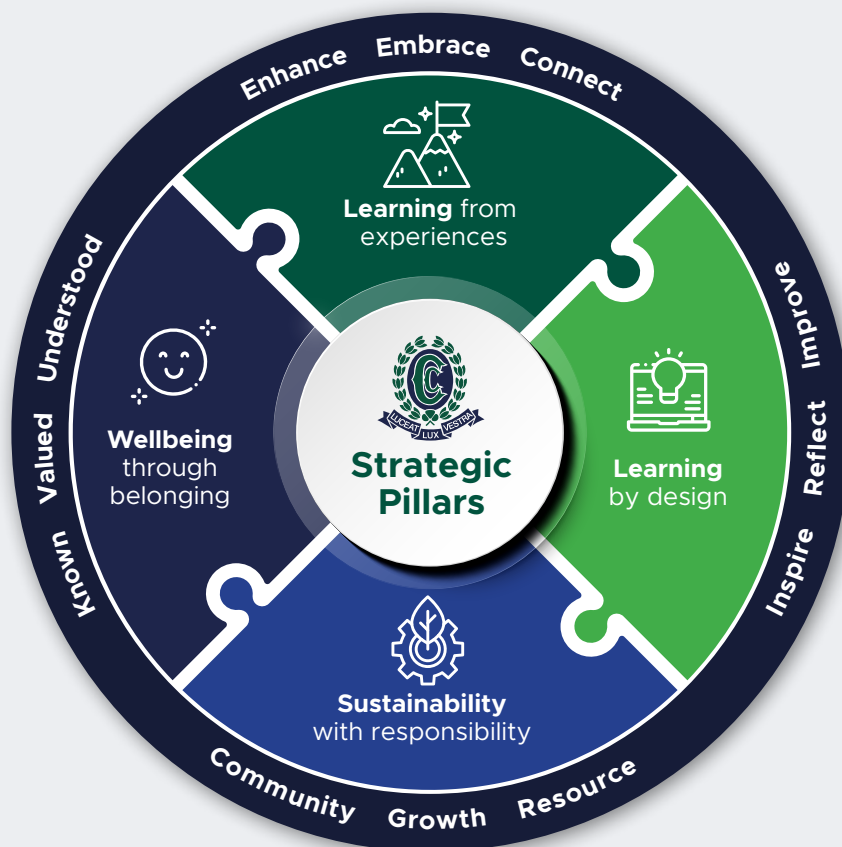 Enhance Embrace Connect
Learning from
experiences
Improve Reflect Inspire
Learning
by design
Community Growth Resource
Sustainability
with responsibility
Known Valued Understood
Wellbeing
through
belonging
C
LUCEAT LUX VESTRA
Strategic
Pillars